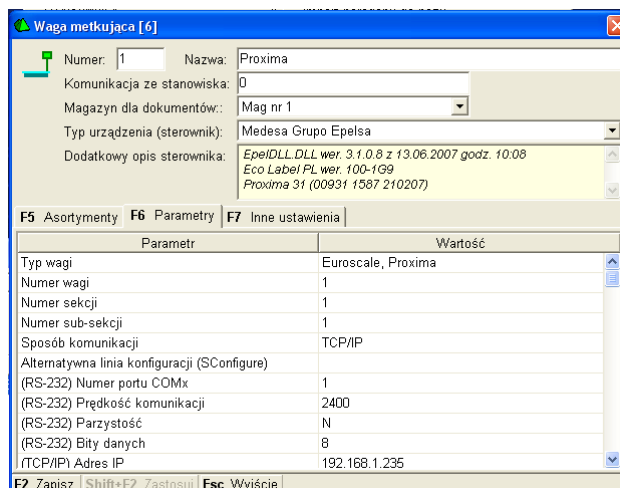 Waga metkująca [6]
Numer: 1 Nazwa: Proxima
Komunikacja ze stanowiska: 0
Magazyn dla dokumentów:: Mag nr 1
Typ urządzenia (sterownik): Medesa Grupo Epelsa
Dodatkowy opis sterownika: EpelDLL.DLL wer. 3.1.0.8 z 13.06.2007 godz. 10:08
Eco Label PL wer. 100-1G9
Proxima 31 (00931 1587 210207)
F5 Asortymenty F6 Parametry F7 Inne ustawienia
Parametr Wartość
Typ wagi Euroscale, Proxima
Numer wagi 1
Numer sekcji 1
Numer sub-sekcji 1
Sposób komunikacji TCP/IP
Alternatywna linia konfiguracji (SConfigure)
(RS-232) Numer portu COMx 1
(RS-232) Prędkość komunikacji 2400
(RS-232) Parzystość N
(RS-232) Bity danych 8
(TCP/IP) Adres IP 192.168.1.235
F2 Zapisz Shift+F2 Zastosuj Esc Wyjście